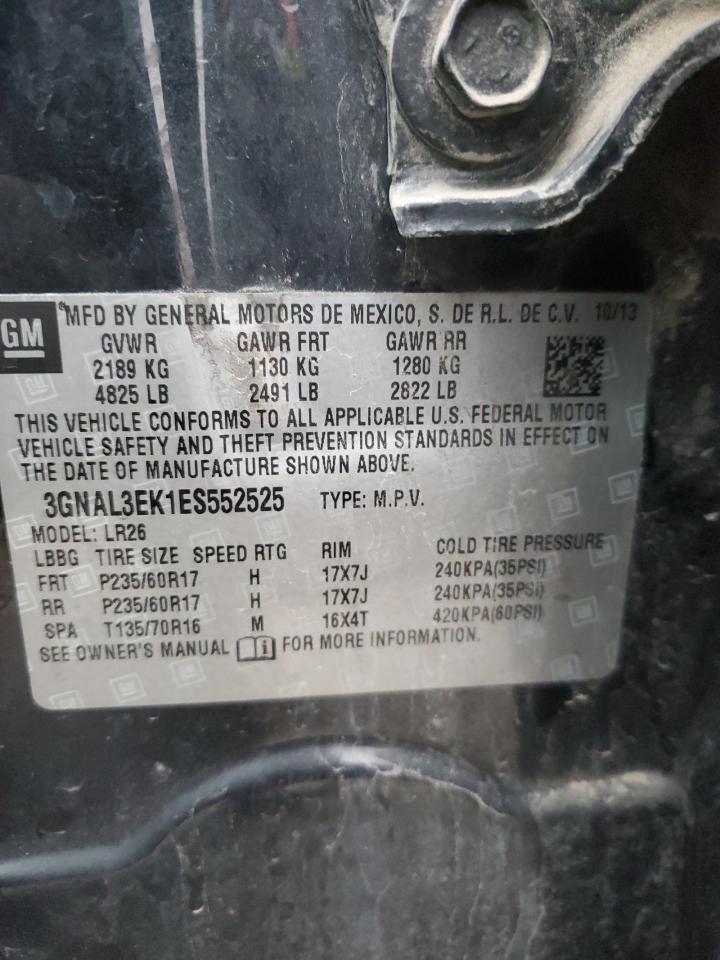 GM
MFD BY GENERAL MOTORS DE MEXICO, S. DE R.L. DE C.V. 10/13
GVWR GAWR FRT GAWR RR
2189 KG 1130 KG 1280 KG
4825 LB 2491 LB 2822 LB
THIS VEHICLE CONFORMS TO ALL APPLICABLE U.S. FEDERAL MOTOR
VEHICLE SAFETY AND THEFT PREVENTION STANDARDS IN EFFECT ON
THE DATE OF MANUFACTURE SHOWN ABOVE.
3GNAL3EK1ES552525 TYPE: M.P.V.
MODEL: LR26
LBBG TIRE SIZE SPEED RTG RIM COLD TIRE PRESSURE
FRT P235/60R17 H 17X7J 240KPA(35PSI)
RR P235/60R17 H 17X7J 240KPA(35PSI)
SPA T135/70R16 M 16X4T 420KPA(60PSI)
SEE OWNER'S MANUAL i FOR MORE INFORMATION.